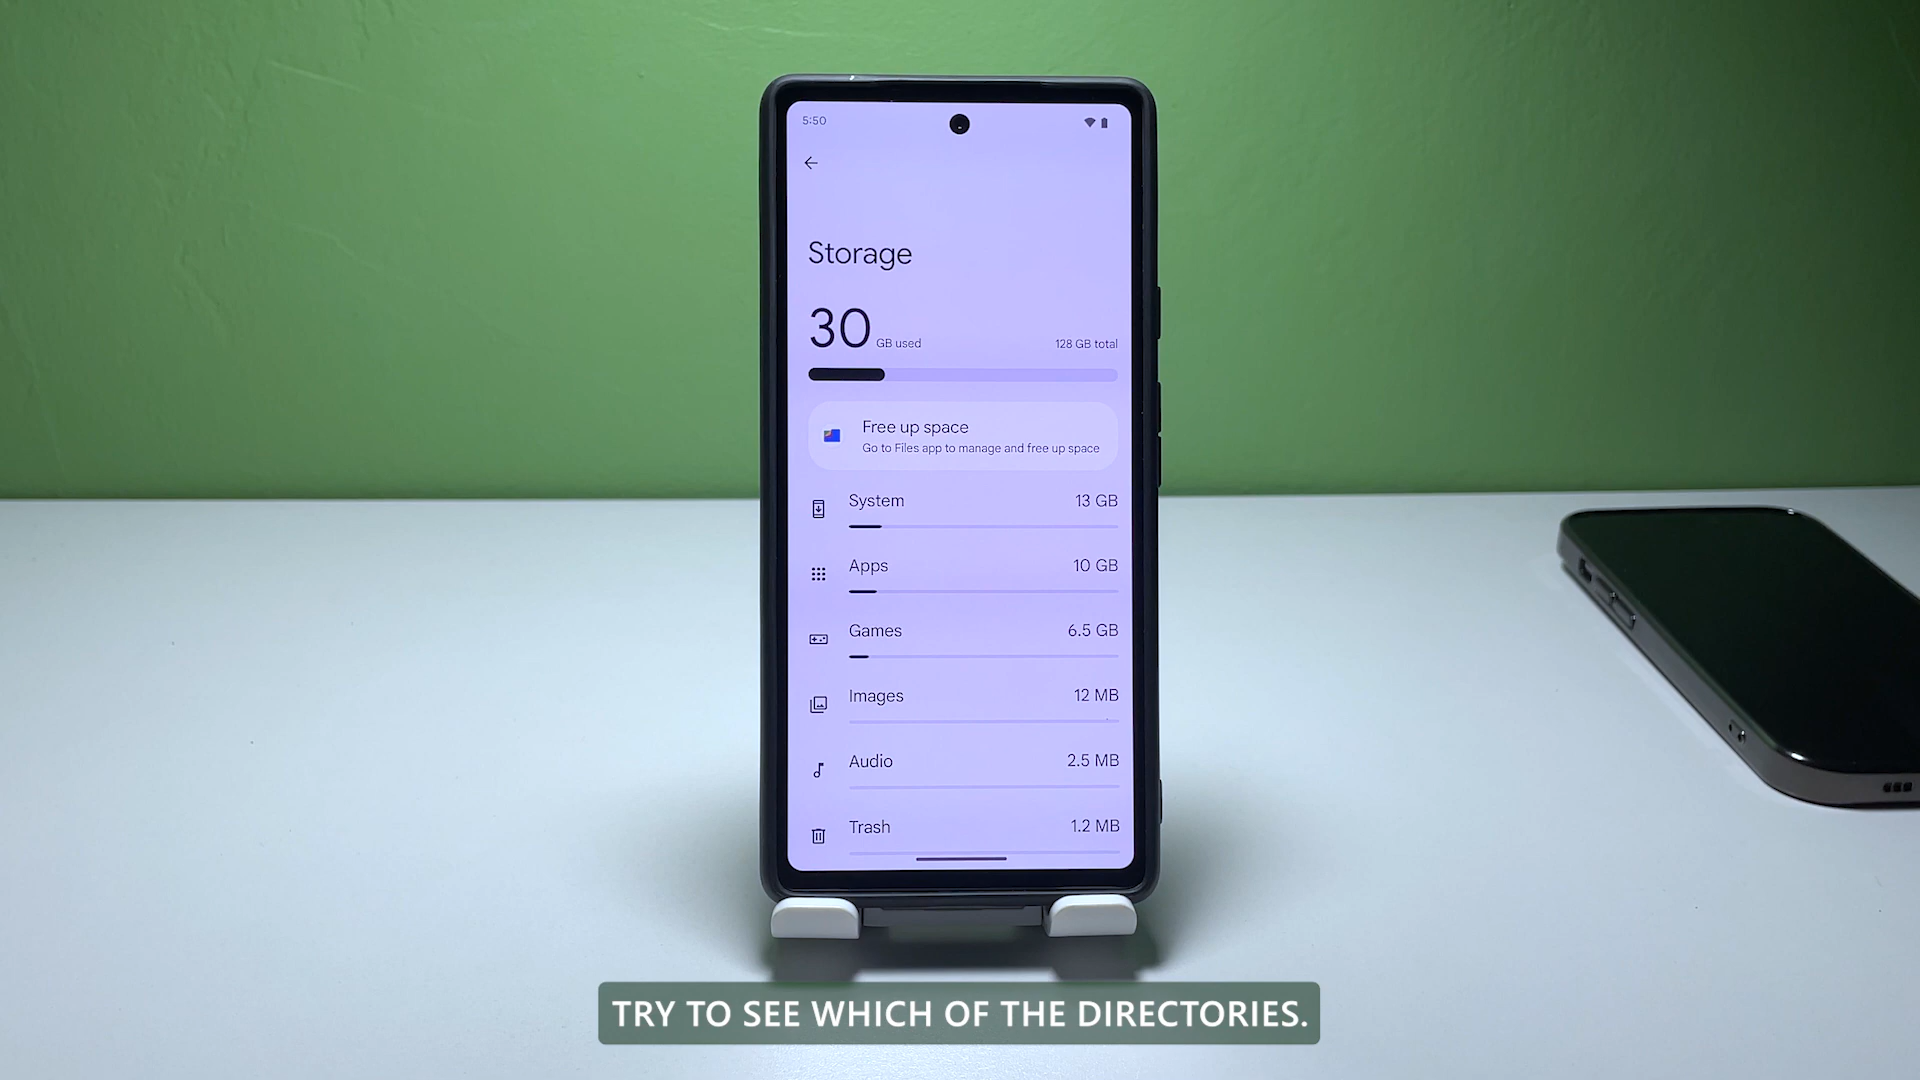 5:50
Storage
30 GB used 128 GB total
Free up space
Go to Files app to manage and free up space
System 13 GB
Apps 10 GB
Games 6.5 GB
Images 12 MB
Audio 2.5 MB
Trash 1.2 MB
TRY TO SEE WHICH OF THE DIRECTORIES.